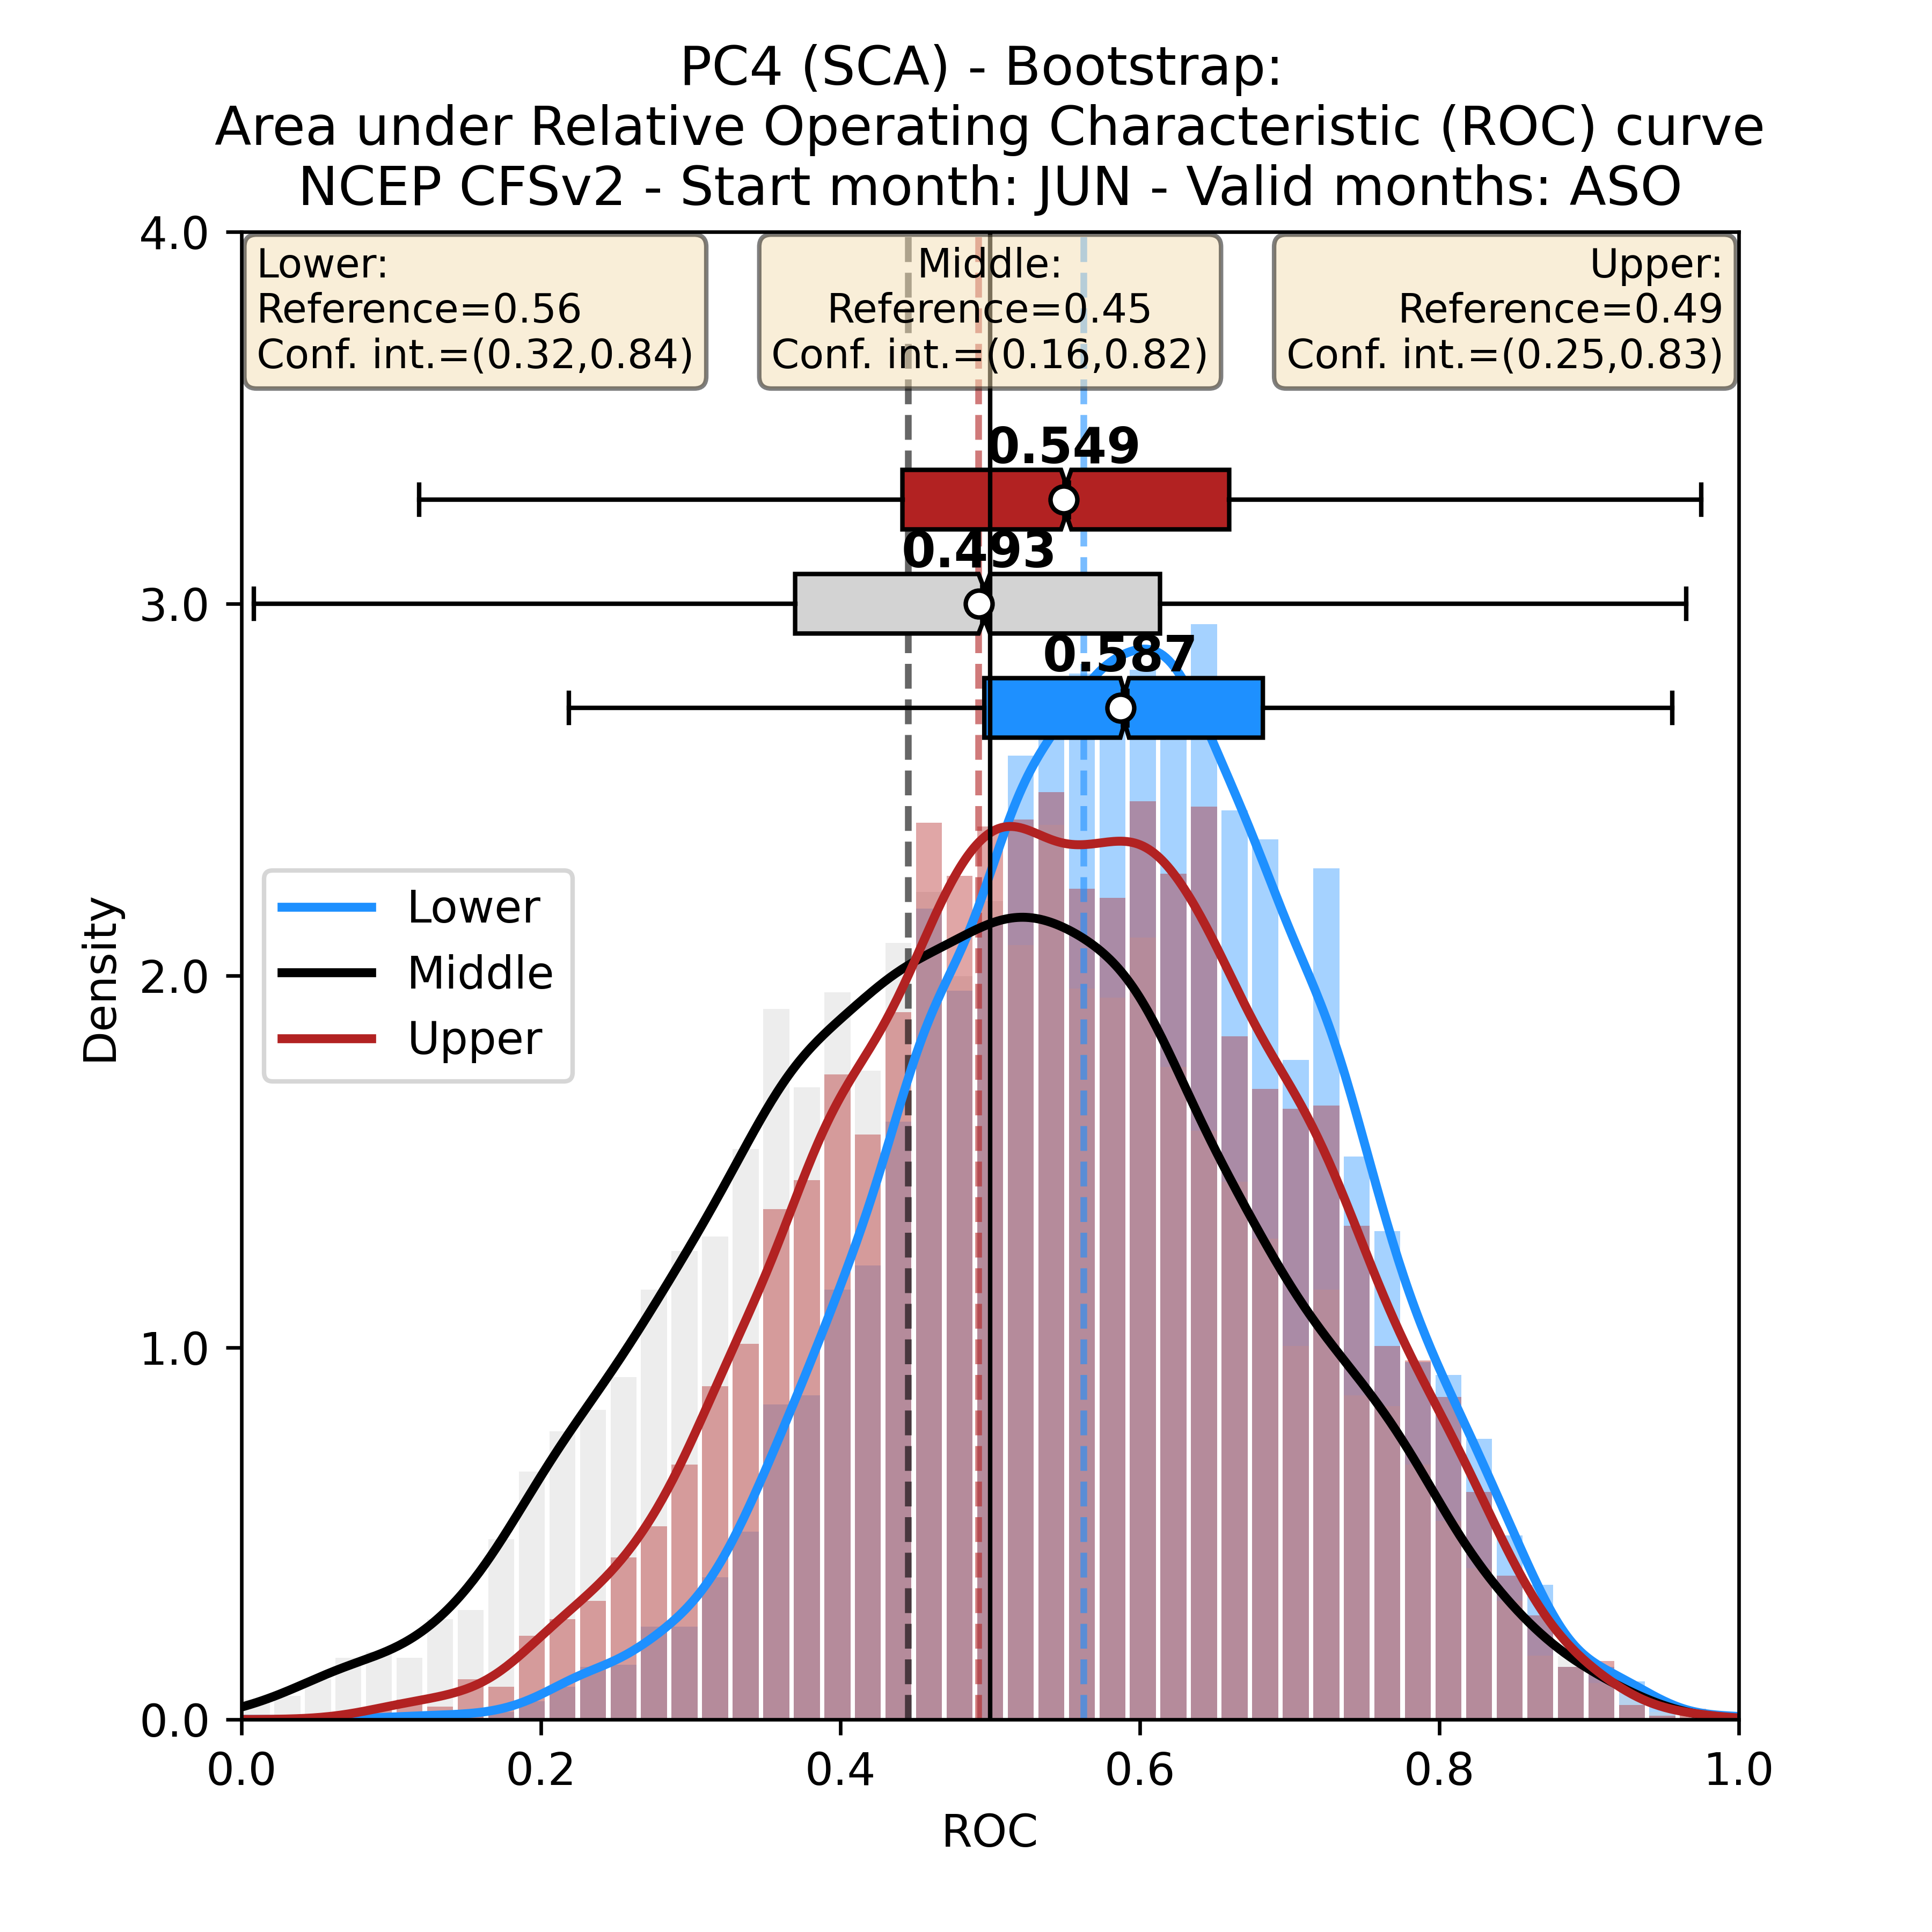 PC4 (SCA) - Bootstrap:
Area under Relative Operating Characteristic (ROC) curve
NCEP CFSv2 - Start month: JUN - Valid months: ASO
4.0
Lower:
Reference=0.56
Conf. int.=(0.32,0.84)
Middle:
Reference=0.45
Conf. int.=(0.16,0.82)
Upper:
Reference=0.49
Conf. int.=(0.25,0.83)
0.549
0.493
3.0
0.587
Lower
Middle
Upper
Density
2.0
1.0
0.0
0.0 0.2 0.4 0.6 0.8 1.0
ROC